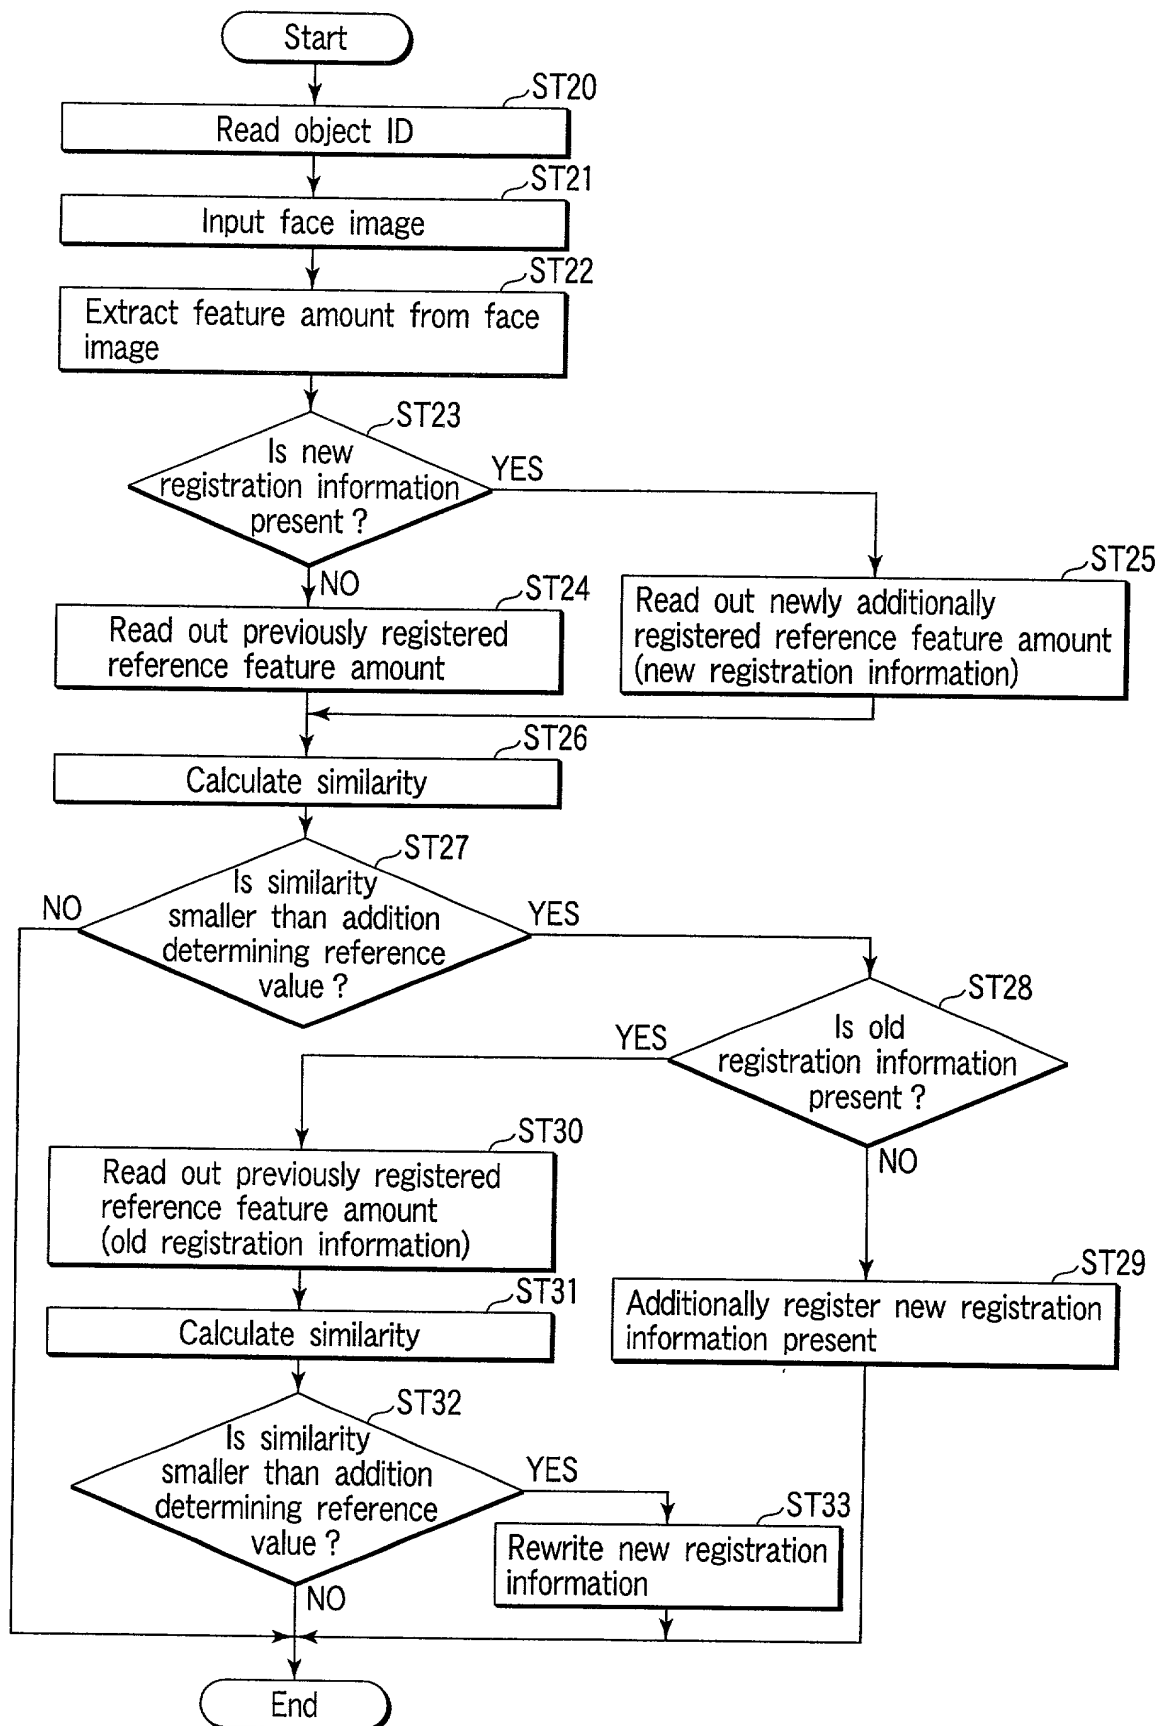 Start
ST20
Read object ID
ST21
Input face image
ST22
Extract feature amount from face
image
ST23
Is new
registration information
present ?
YES
NO
ST24
Read out previously registered
reference feature amount
ST25
Read out newly additionally
registered reference feature amount
(new registration information)
ST26
Calculate similarity
ST27
Is similarity
smaller than addition
determining reference
value ?
NO
YES
ST28
Is old
registration information
present ?
YES
NO
ST30
Read out previously registered
reference feature amount
(old registration information)
ST29
Additionally register new registration
information present
ST31
Calculate similarity
ST32
Is similarity
smaller than addition
determining reference
value ?
YES
NO
ST33
Rewrite new registration
information
End